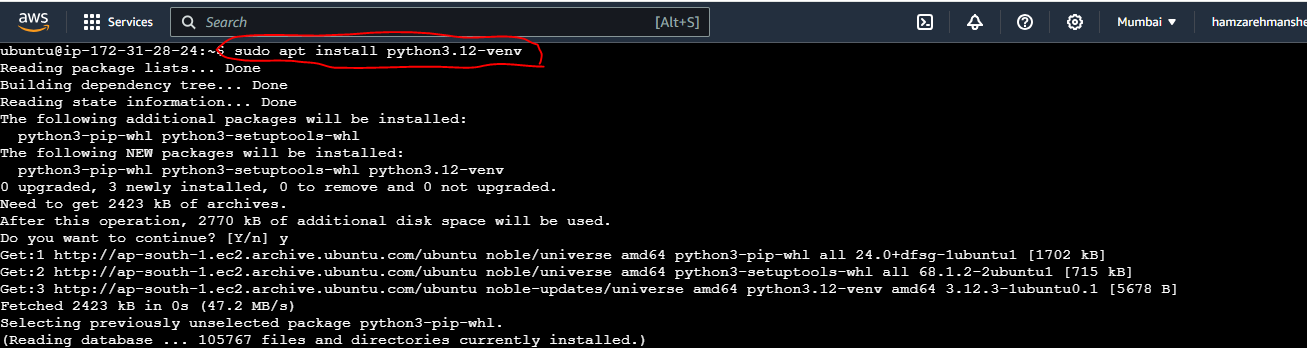 aws
Services
Search
[Alt+S]
Mumbai
hamzarehmanshe
ubuntu@ip-172-31-28-24:~$ sudo apt install python3.12-venv
Reading package lists... Done
Building dependency tree... Done
Reading state information... Done
The following additional packages will be installed:
  python3-pip-whl python3-setuptools-whl
The following NEW packages will be installed:
  python3-pip-whl python3-setuptools-whl python3.12-venv
0 upgraded, 3 newly installed, 0 to remove and 0 not upgraded.
Need to get 2423 kB of archives.
After this operation, 2770 kB of additional disk space will be used.
Do you want to continue? [Y/n] y
Get:1 http://ap-south-1.ec2.archive.ubuntu.com/ubuntu noble/universe amd64 python3-pip-whl all 24.0+dfsg-1ubuntu1 [1702 kB]
Get:2 http://ap-south-1.ec2.archive.ubuntu.com/ubuntu noble/universe amd64 python3-setuptools-whl all 68.1.2-2ubuntu1 [715 kB]
Get:3 http://ap-south-1.ec2.archive.ubuntu.com/ubuntu noble-updates/universe amd64 python3.12-venv amd64 3.12.3-1ubuntu0.1 [5678 B]
Fetched 2423 kB in 0s (47.2 MB/s)
Selecting previously unselected package python3-pip-whl.
(Reading database ... 105767 files and directories currently installed.)